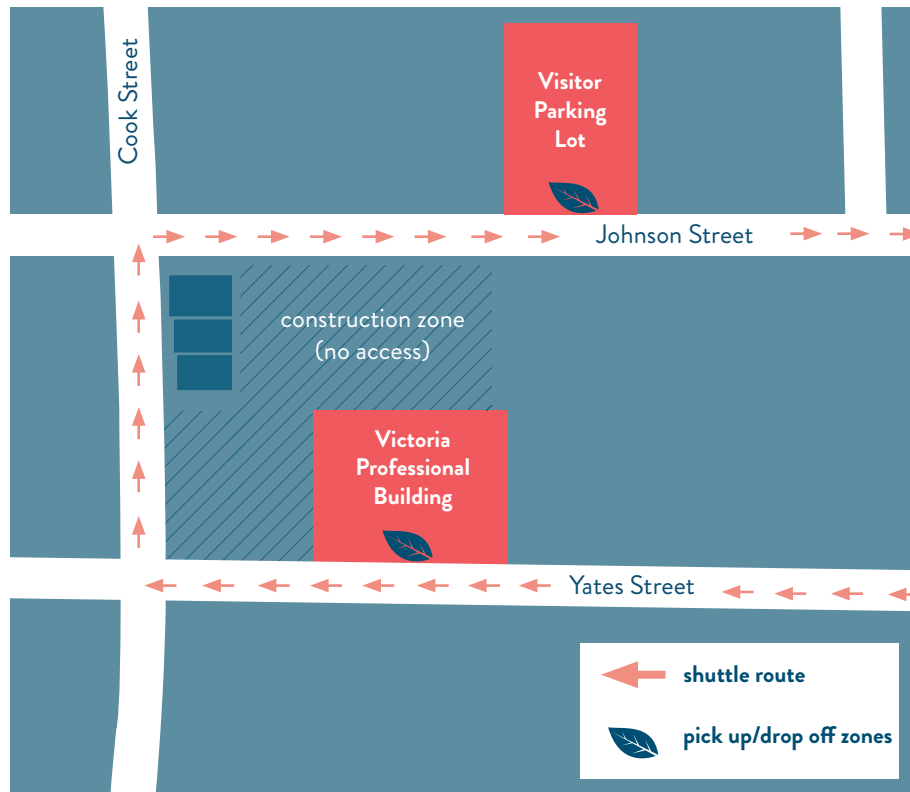 Cook Street
Visitor
Parking
Lot
Johnson Street
construction zone
(no access)
Victoria
Professional
Building
Yates Street
shuttle route
pick up/drop off zones